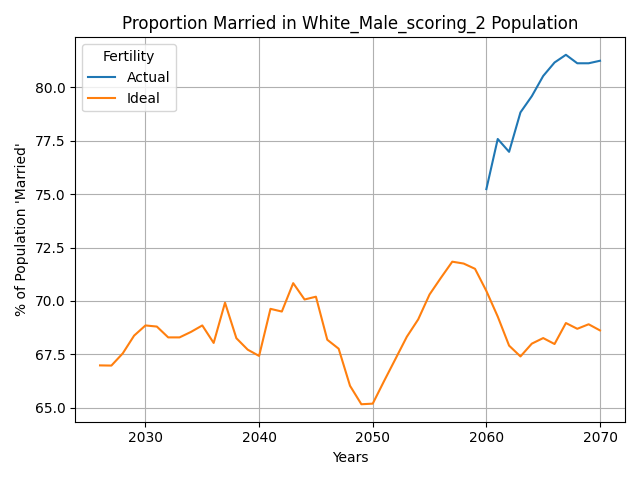 Proportion Married in White_Male_scoring_2 Population
Fertility
Actual
Ideal
% of Population 'Married'
80.0
77.5
75.0
72.5
70.0
67.5
65.0
2030
2040
2050
2060
2070
Years